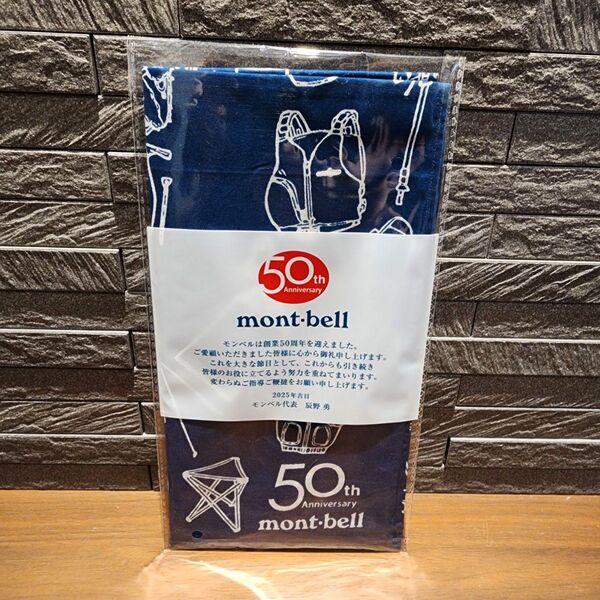 50th
Anniversary
mont-bell
モンベルは創業50周年を迎えました。
ご愛顧いただきました皆様に心から御礼申し上げます。
これを大きな節目として、これからも引き続き
皆様のお役に立てるよう努力を重ねてまいります。
変わらぬご指導ご鞭撻をお願い申し上げます。
2025年吉日
モンベル代表 辰野 勇
50th
Anniversary
mont-bell